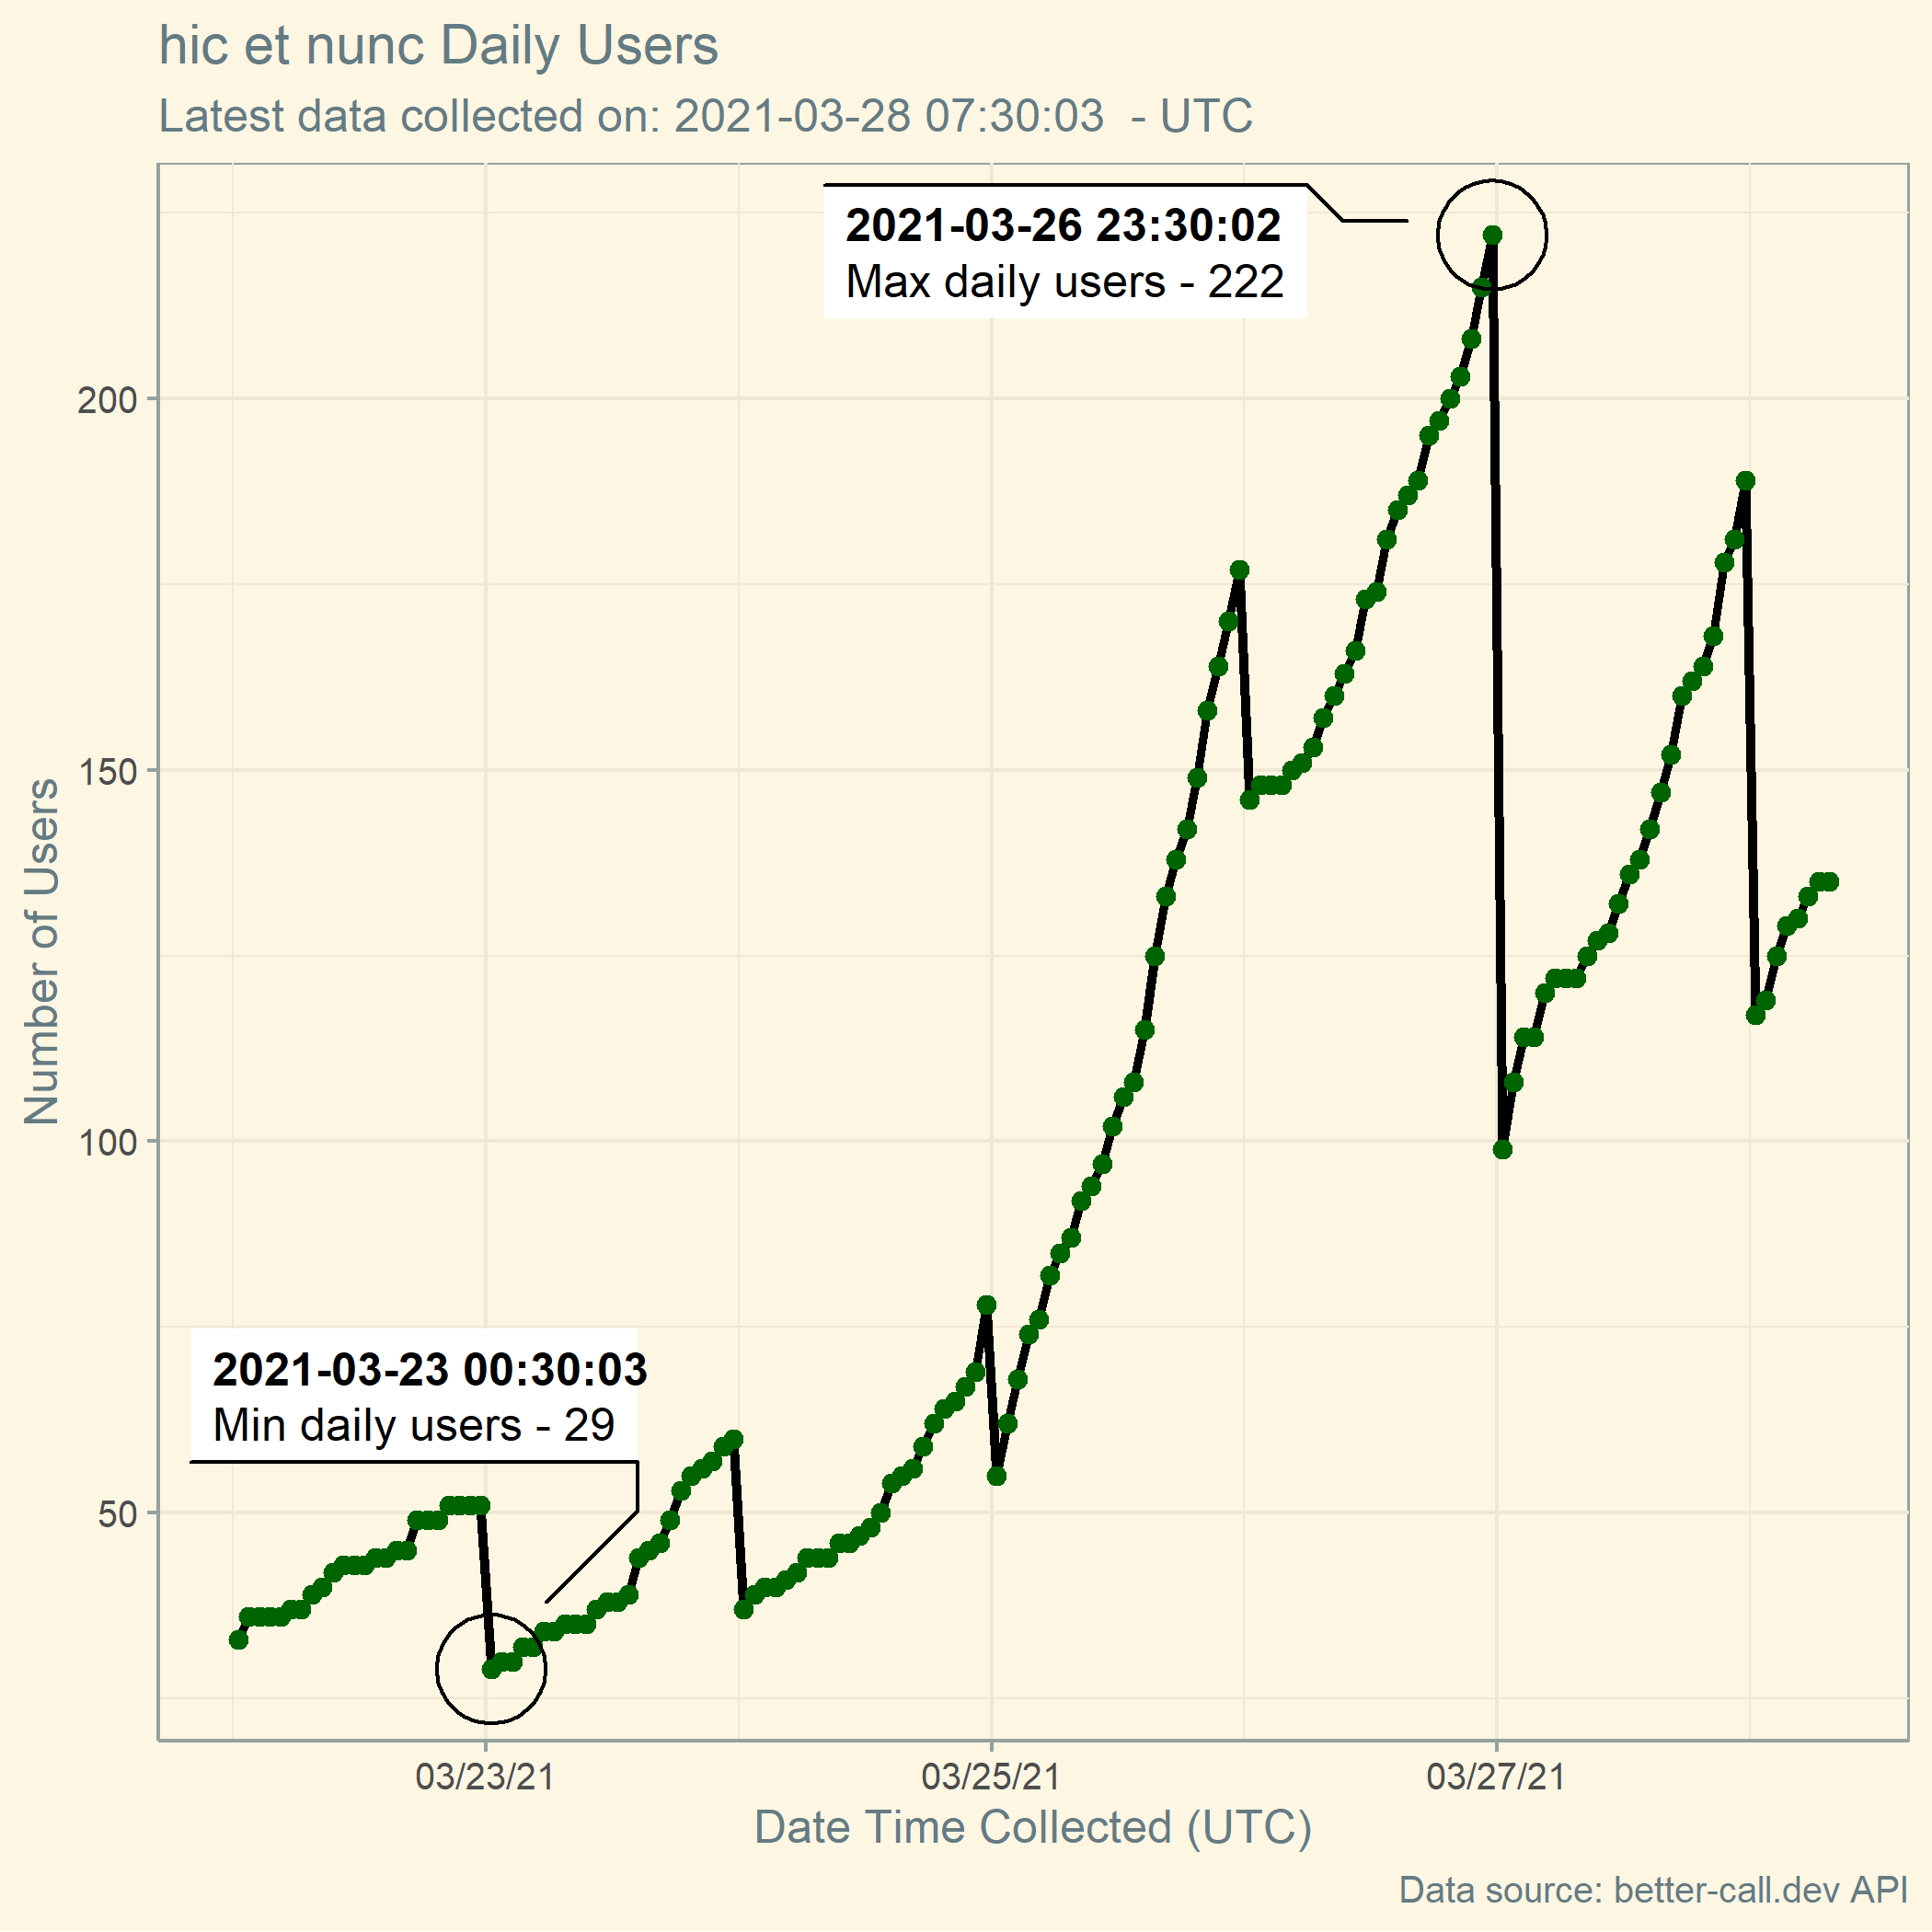 hic et nunc Daily Users
Latest data collected on: 2021-03-28 07:30:03  - UTC
2021-03-26 23:30:02
Max daily users - 222
200
150
100
50
Number of Users
2021-03-23 00:30:03
Min daily users - 29
03/23/21
03/25/21
03/27/21
Date Time Collected (UTC)
Data source: better-call.dev API